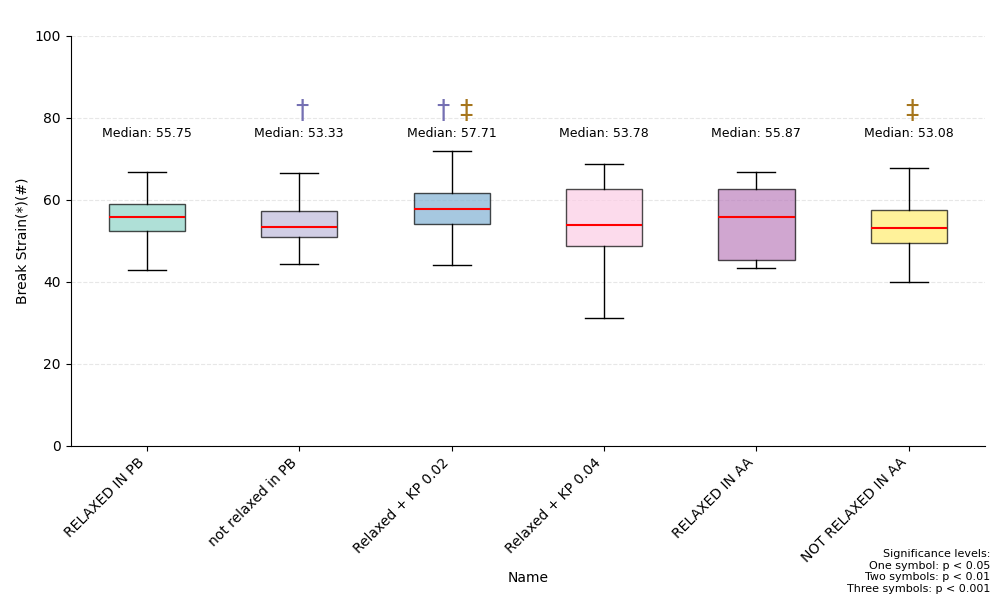 100
80
60
40
20
0
Break Strain(*)(#)
†
† ‡
‡
Median: 55.75
Median: 53.33
Median: 57.71
Median: 53.78
Median: 55.87
Median: 53.08
RELAXED IN PB
not relaxed in PB
Relaxed + KP 0.02
Relaxed + KP 0.04
RELAXED IN AA
NOT RELAXED IN AA
Name
Significance levels:
One symbol: p < 0.05
Two symbols: p < 0.01
Three symbols: p < 0.001